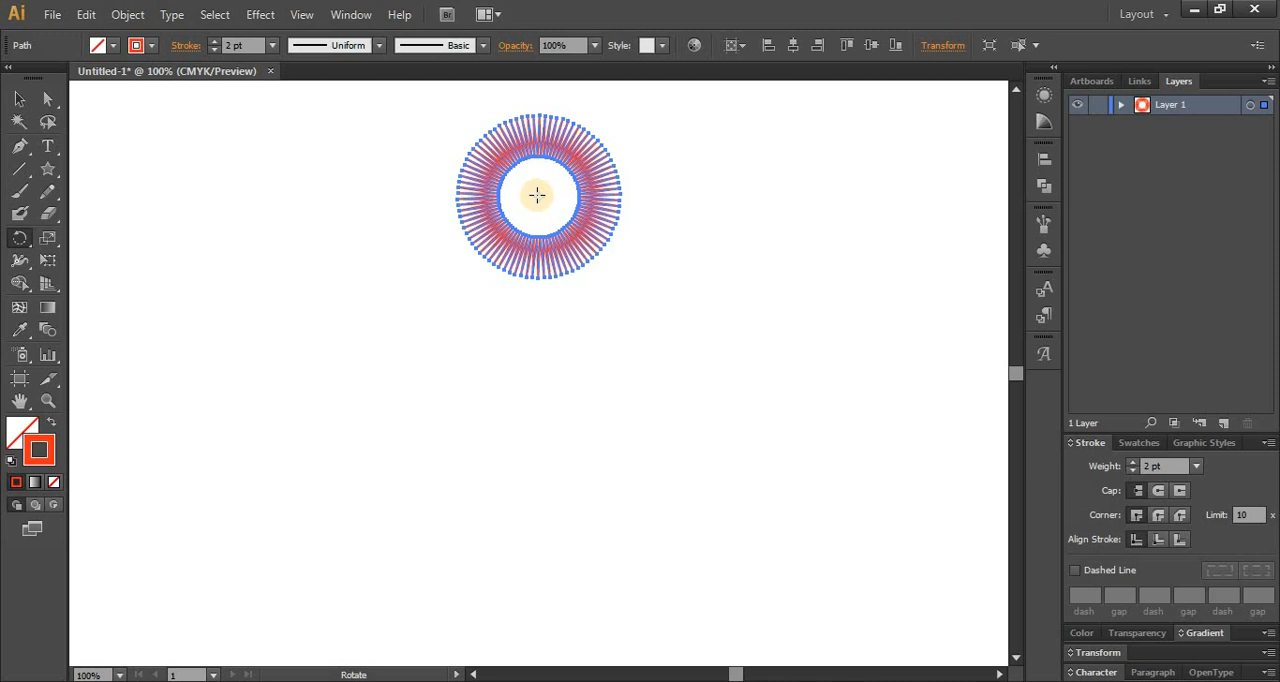 Ai File Edit Object Type Select Effect View Window Help Br Layout
Path Stroke: 2 pt Uniform Basic Opacity: 100% Style: Transform
Untitled-1* @ 100% (CMYK/Preview) ×
Artboards Links Layers
Layer 1
1 Layer
Stroke Swatches Graphic Styles
Weight: 2 pt
Cap:
Corner: Limit: 10 x
Align Stroke:
Dashed Line
dash gap dash gap dash gap
Color Transparency Gradient
Transform
Character Paragraph OpenType
100% 1 Rotate